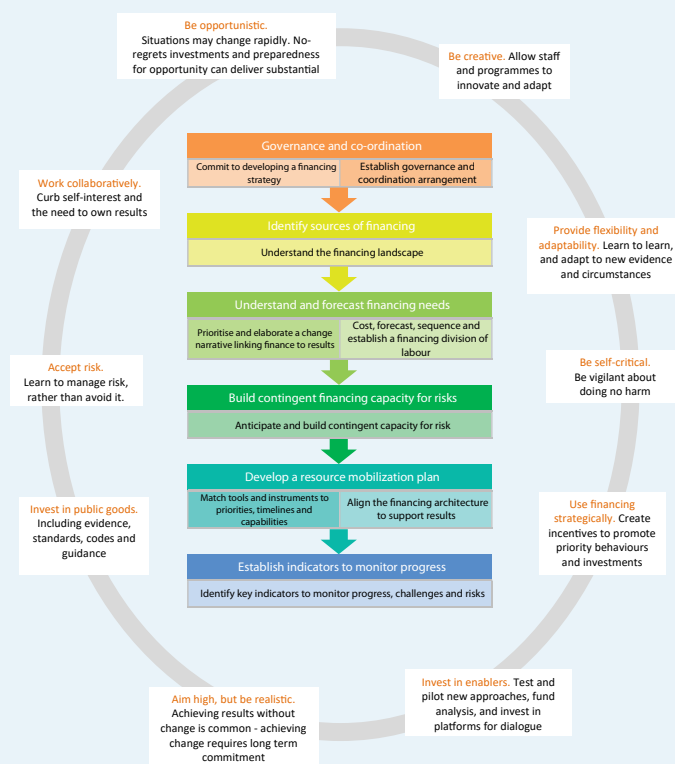 Be opportunistic.
Situations may change rapidly. No-
regrets investments and preparedness
for opportunity can deliver substantial
Be creative. Allow staff
and programmes to
innovate and adapt
Work collaboratively.
Curb self-interest and
the need to own results
Provide flexibility and
adaptability. Learn to learn,
and adapt to new evidence
and circumstances
Accept risk.
Learn to manage risk,
rather than avoid it.
Be self-critical.
Be vigilant about
doing no harm
Invest in public goods.
Including evidence,
standards, codes and
guidance
Use financing
strategically. Create
incentives to promote
priority behaviours
and investments
Aim high, but be realistic.
Achieving results without
change is common - achieving
change requires long term
commitment
Invest in enablers. Test and
pilot new approaches, fund
analysis, and invest in
platforms for dialogue
Governance and co-ordination
Commit to developing a financing
strategy
Establish governance and
coordination arrangement
Identify sources of financing
Understand the financing landscape
Understand and forecast financing needs
Prioritise and elaborate a change
narrative linking finance to results
Cost, forecast, sequence and
establish a financing division of
labour
Build contingent financing capacity for risks
Anticipate and build contingent capacity for risk
Develop a resource mobilization plan
Match tools and instruments to
priorities, timelines and
capabilities
Align the financing architecture
to support results
Establish indicators to monitor progress
Identify key indicators to monitor progress, challenges and risks